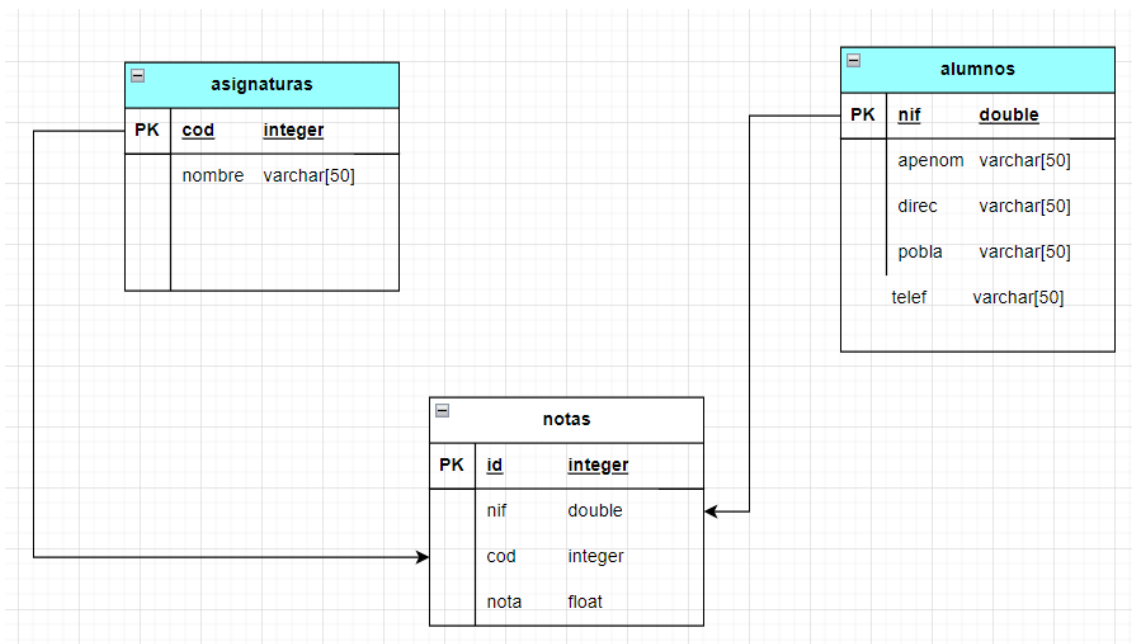 asignaturas
PK cod integer
nombre varchar[50]
alumnos
PK nif double
apenom varchar[50]
direc varchar[50]
pobla varchar[50]
telef varchar[50]
notas
PK id integer
nif double
cod integer
nota float